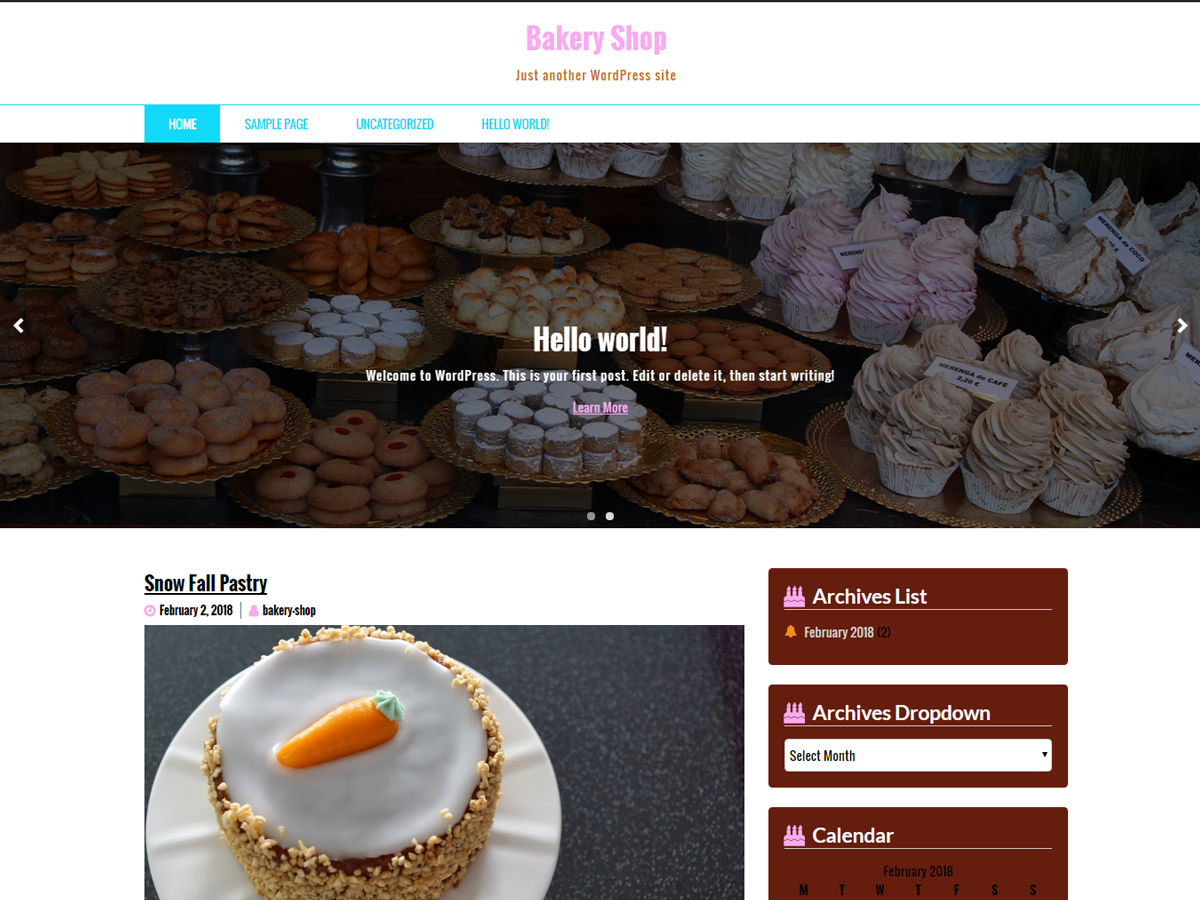 Bakery Shop
Just another WordPress site
HOME SAMPLE PAGE UNCATEGORIZED HELLO WORLD!
MERENGA de COCO
MERENG
MERENGA de CAFÉ
2,20 €
Hello world!
Welcome to WordPress. This is your first post. Edit or delete it, then start writing!
Learn More
Snow Fall Pastry
February 2, 2018 bakery-shop
Archives List
February 2018 (2)
Archives Dropdown
Select Month
Calendar
February 2018
M T W T F S S